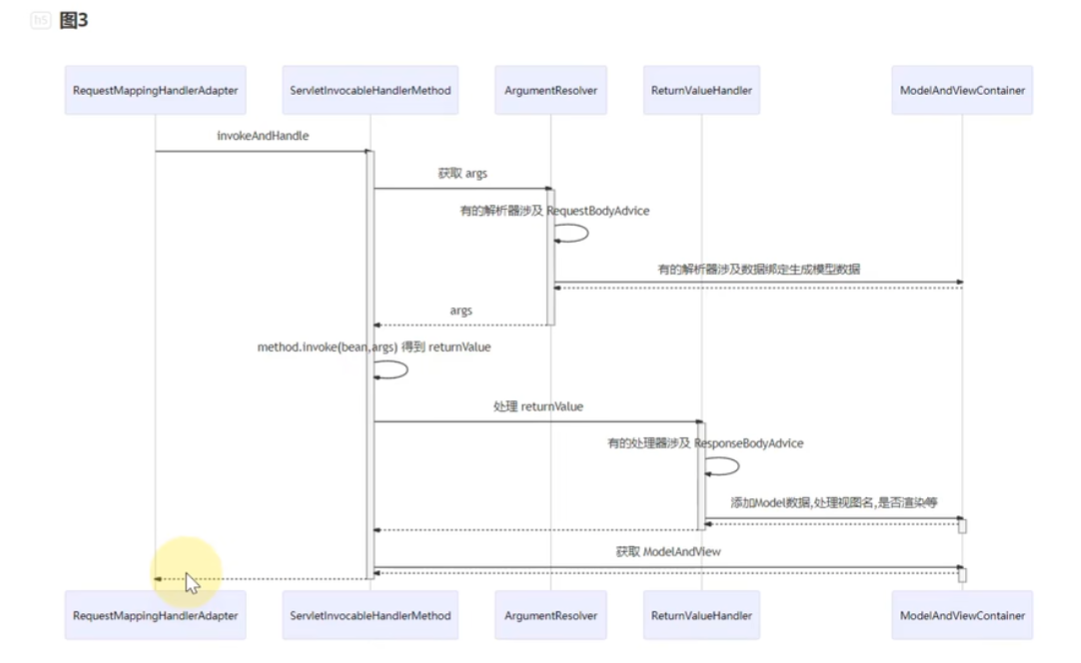 h5 图3
RequestMappingHandlerAdapter
ServletInvocableHandlerMethod
ArgumentResolver
ReturnValueHandler
ModelAndViewContainer
invokeAndHandle
获取 args
有的解析器涉及 RequestBodyAdvice
有的解析器涉及数据绑定生成模型数据
args
method.invoke(bean,args) 得到 returnValue
处理 returnValue
有的处理器涉及 ResponseBodyAdvice
添加Model数据,处理视图名,是否渲染等
获取 ModelAndView
RequestMappingHandlerAdapter
ServletInvocableHandlerMethod
ArgumentResolver
ReturnValueHandler
ModelAndViewContainer